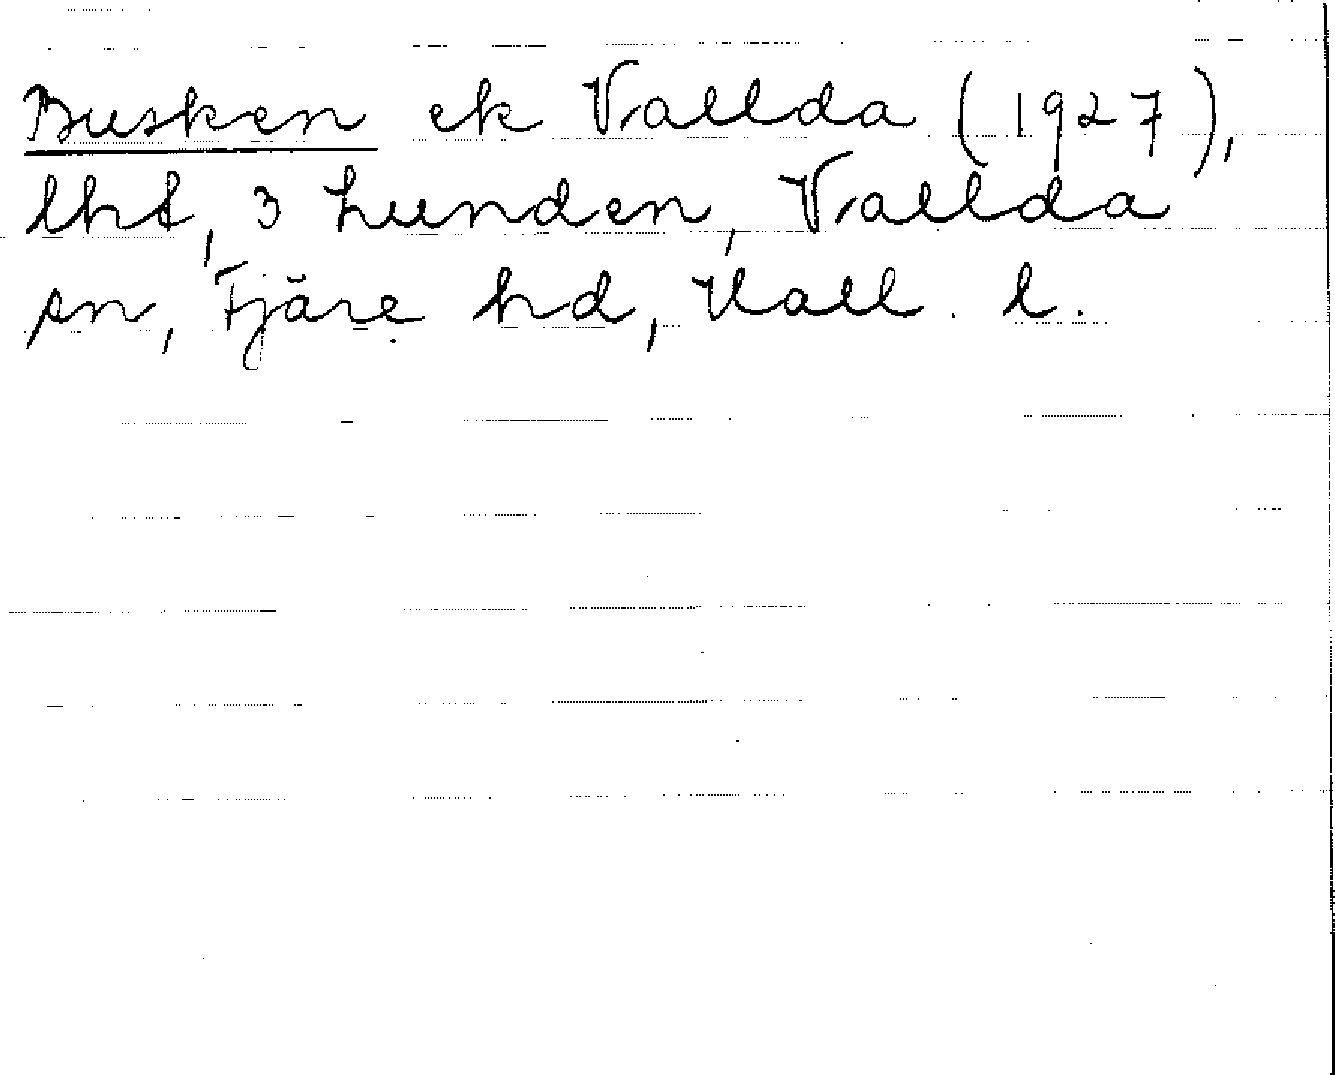 Busken ek Vallda (1927),
lht, 3 Lunden, Vallda
sn, Fjäre hd, Hall. l.